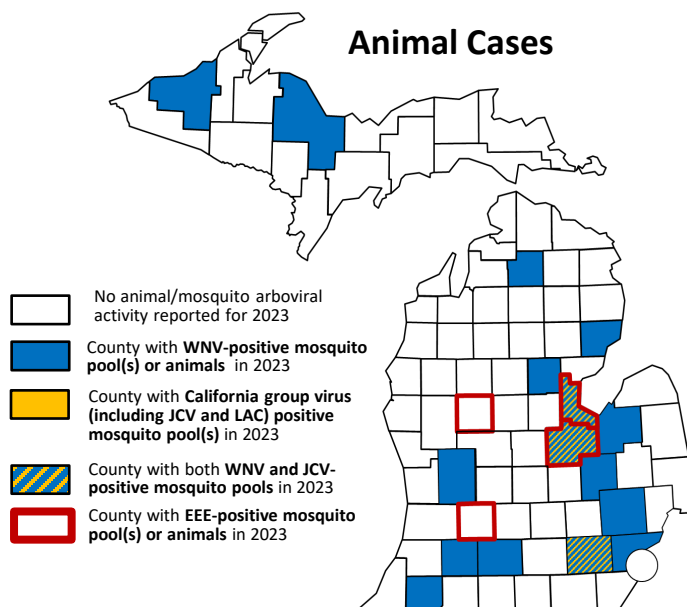 Animal Cases
No animal/mosquito arboviral
activity reported for 2023
County with WNV-positive mosquito
pool(s) or animals in 2023
County with California group virus
(including JCV and LAC) positive
mosquito pool(s) in 2023
County with both WNV and JCV-
positive mosquito pools in 2023
County with EEE-positive mosquito
pool(s) or animals in 2023